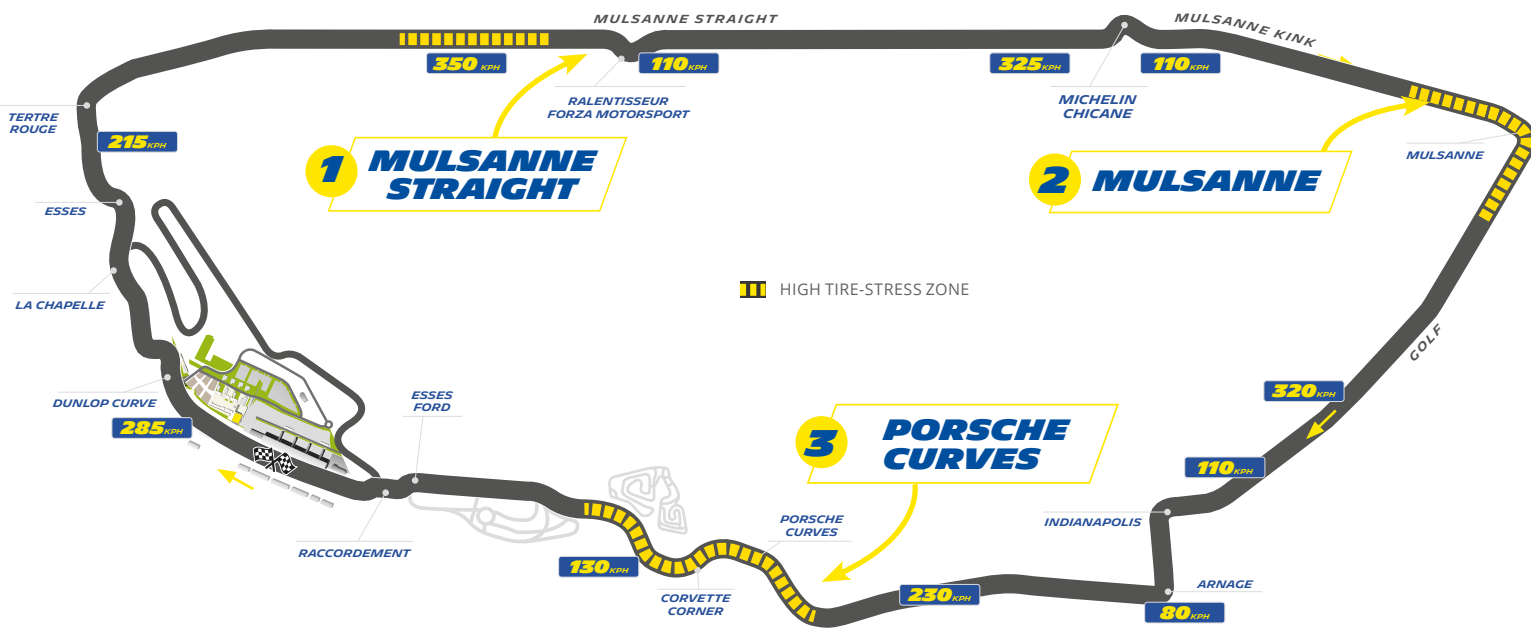 MULSANNE STRAIGHT
MULSANNE KINK
350 KPH
110 KPH
325 KPH
110 KPH
RALENTISSEUR
FORZA MOTORSPORT
MICHELIN
CHICANE
TERTRE
ROUGE
215 KPH
1 MULSANNE
STRAIGHT
2 MULSANNE
MULSANNE
ESSES
HIGH TIRE-STRESS ZONE
LA CHAPELLE
GOLF
DUNLOP CURVE
285 KPH
ESSES
FORD
320 KPH
3 PORSCHE
CURVES
110 KPH
PORSCHE
CURVES
INDIANAPOLIS
RACCORDEMENT
130 KPH
CORVETTE
CORNER
230 KPH
ARNAGE
80 KPH